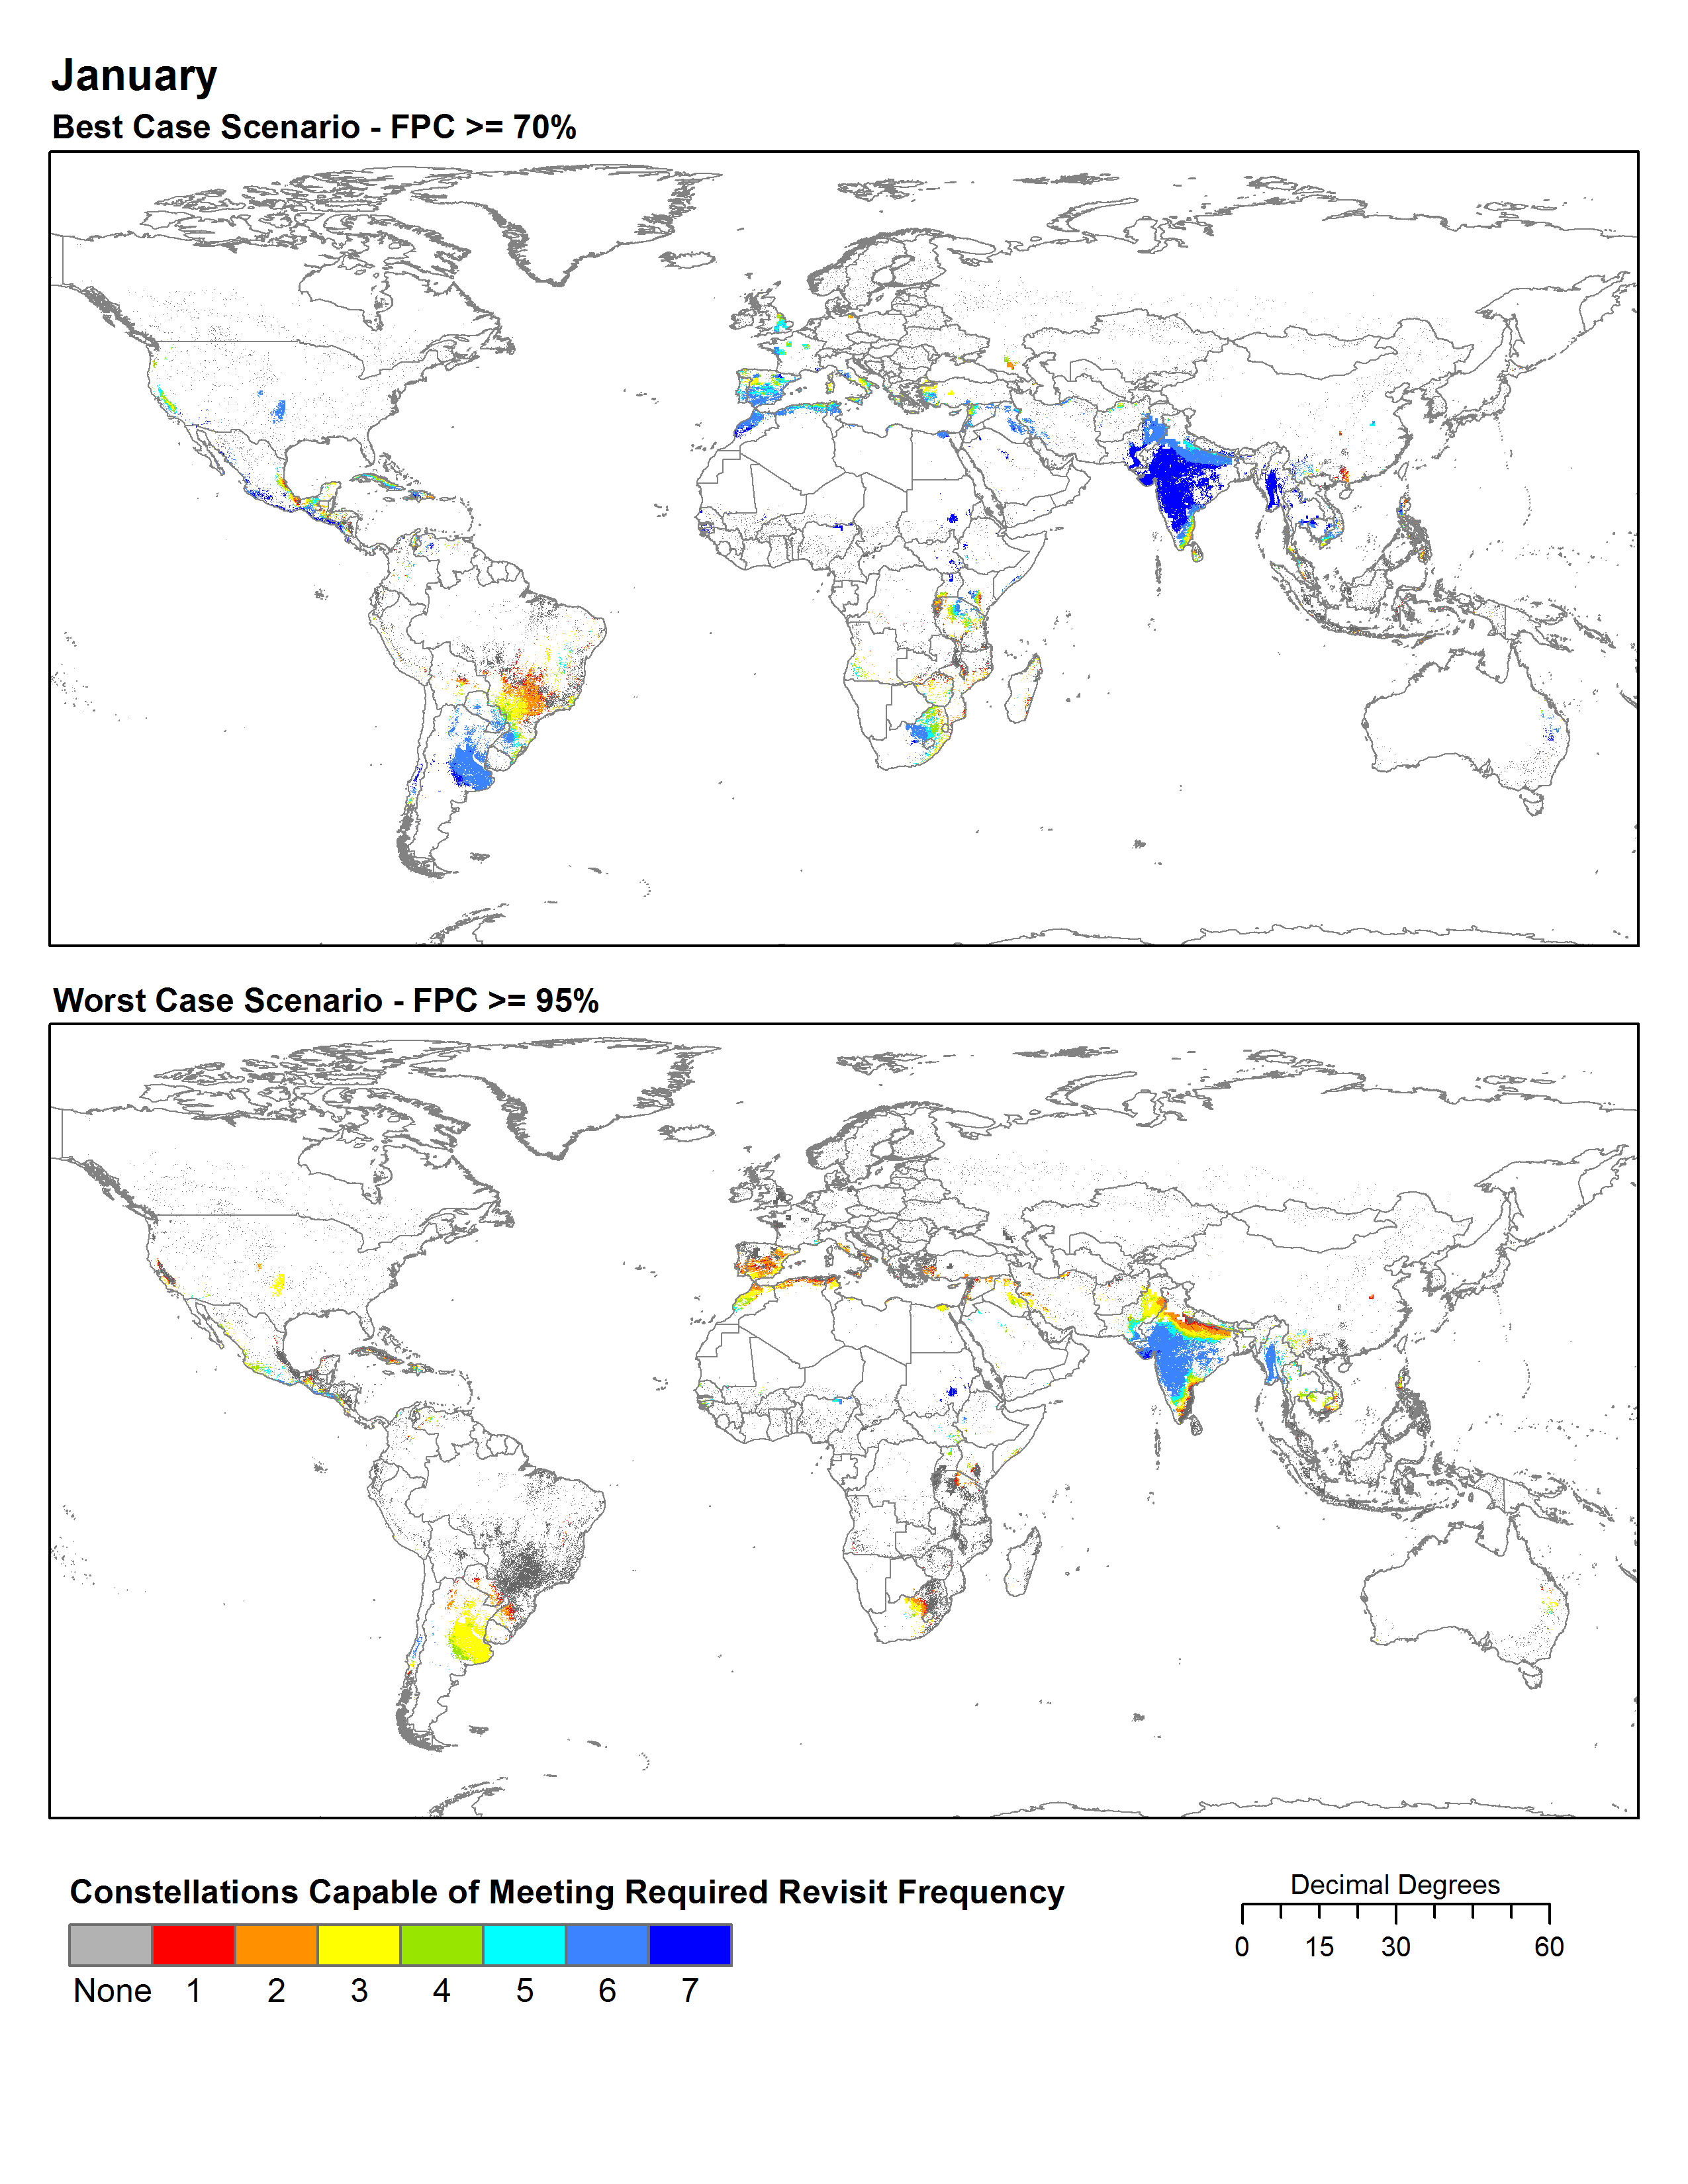 January
Best Case Scenario - FPC >= 70%
Worst Case Scenario - FPC >= 95%
Constellations Capable of Meeting Required Revisit Frequency
None 1 2 3 4 5 6 7
Decimal Degrees
0 15 30 60